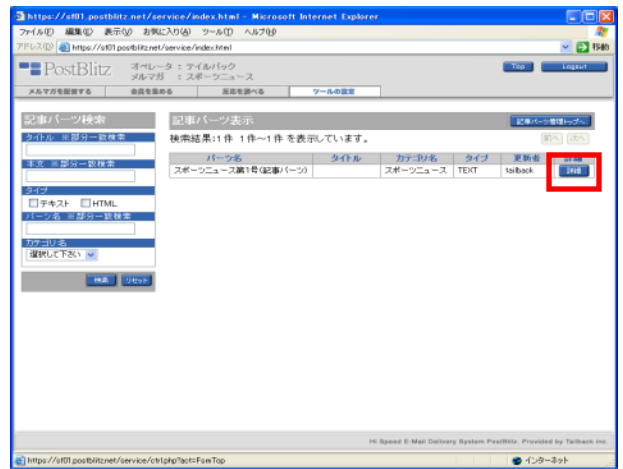 https://sf01.postblitz.net/service/index.html - Microsoft Internet Explorer
ファイル(F) 編集(E) 表示(V) お気に入り(A) ツール(T) ヘルプ(H)
アドレス(D) https://sf01.postblitz.net/service/index.html 移動
PostBlitz オペレータ : テイルバック Top Logout
メルマガ : スポーツニュース
メルマガを配信する 会員を集める 反応を調べる ツールの設定
記事パーツ検索 記事パーツ表示 記事パーツ管理トップへ
タイトル ※部分一致検索
検索結果:1件 1件～1件 を表示しています。 前へ 次へ
本文 ※部分一致検索
パーツ名 タイトル カテゴリ名 タイプ 更新者 詳細
スポーツニュース第1号(記事パーツ) スポーツニュース TEXT tailback 詳細
タイプ
テキスト HTML
パーツ名 ※部分一致検索
カテゴリ名
選択して下さい
検索 リセット
Hi Speed E-Mail Delivery System PostBlitz. Provided by Tailback Inc.
https://sf01.postblitz.net/service/ctrl.php?act=FsmTop インターネット